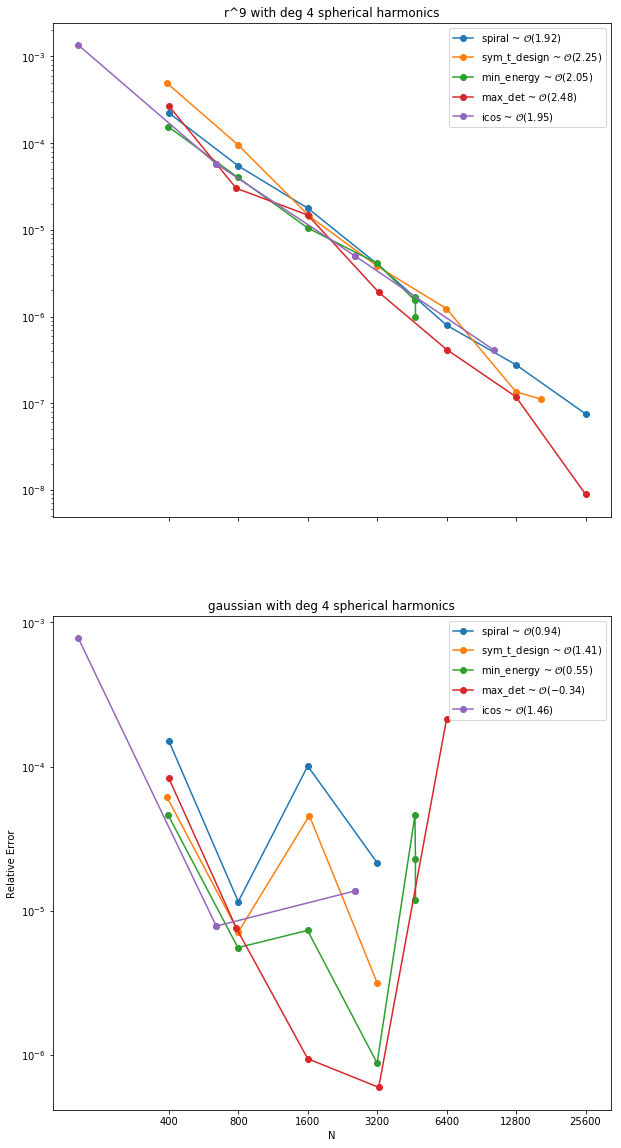 r^9 with deg 4 spherical harmonics
10⁻³
10⁻⁴
10⁻⁵
10⁻⁶
10⁻⁷
10⁻⁸
spiral ~ 𝒪(1.92)
sym_t_design ~ 𝒪(2.25)
min_energy ~ 𝒪(2.05)
max_det ~ 𝒪(2.48)
icos ~ 𝒪(1.95)
gaussian with deg 4 spherical harmonics
10⁻³
10⁻⁴
10⁻⁵
10⁻⁶
Relative Error
spiral ~ 𝒪(0.94)
sym_t_design ~ 𝒪(1.41)
min_energy ~ 𝒪(0.55)
max_det ~ 𝒪(−0.34)
icos ~ 𝒪(1.46)
400 800 1600 3200 6400 12800 25600
N